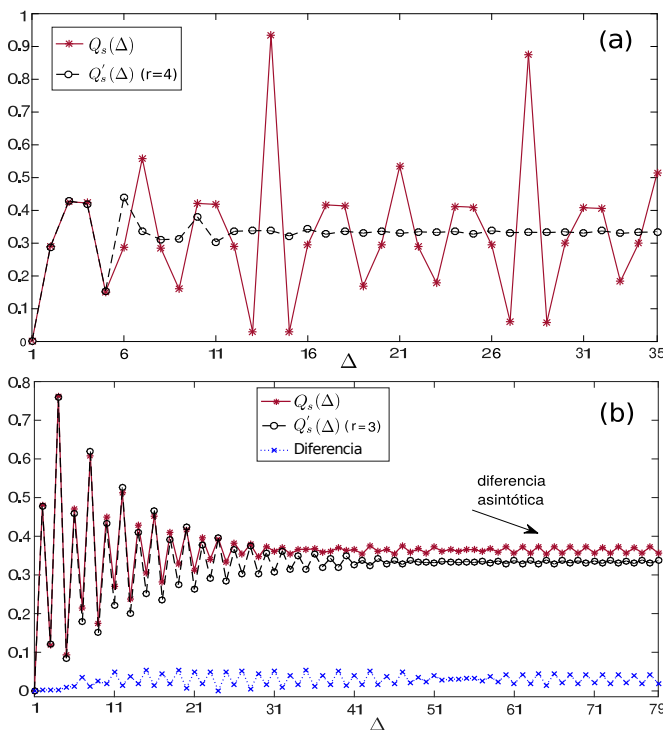 1
0.9
0.8
0.7
0.6
0.5
0.4
0.3
0.2
0.1
0
1 6 11 16 21 26 31 35
Δ
(a)
Q_s(Δ)
Q'_s(Δ) (r=4)
0.8
0.7
0.6
0.5
0.4
0.3
0.2
0.1
0
1 11 21 31 41 51 61 71 79
Δ
(b)
Q_s(Δ)
Q'_s(Δ) (r=3)
Diferencia
diferencia
asintótica